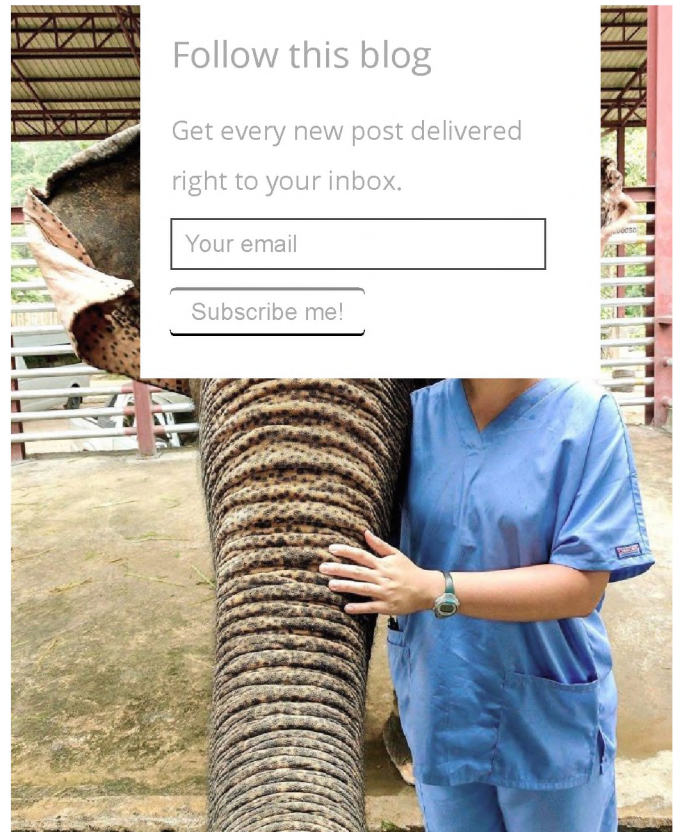 Follow this blog
Get every new post delivered
right to your inbox.
Your email
Subscribe me!